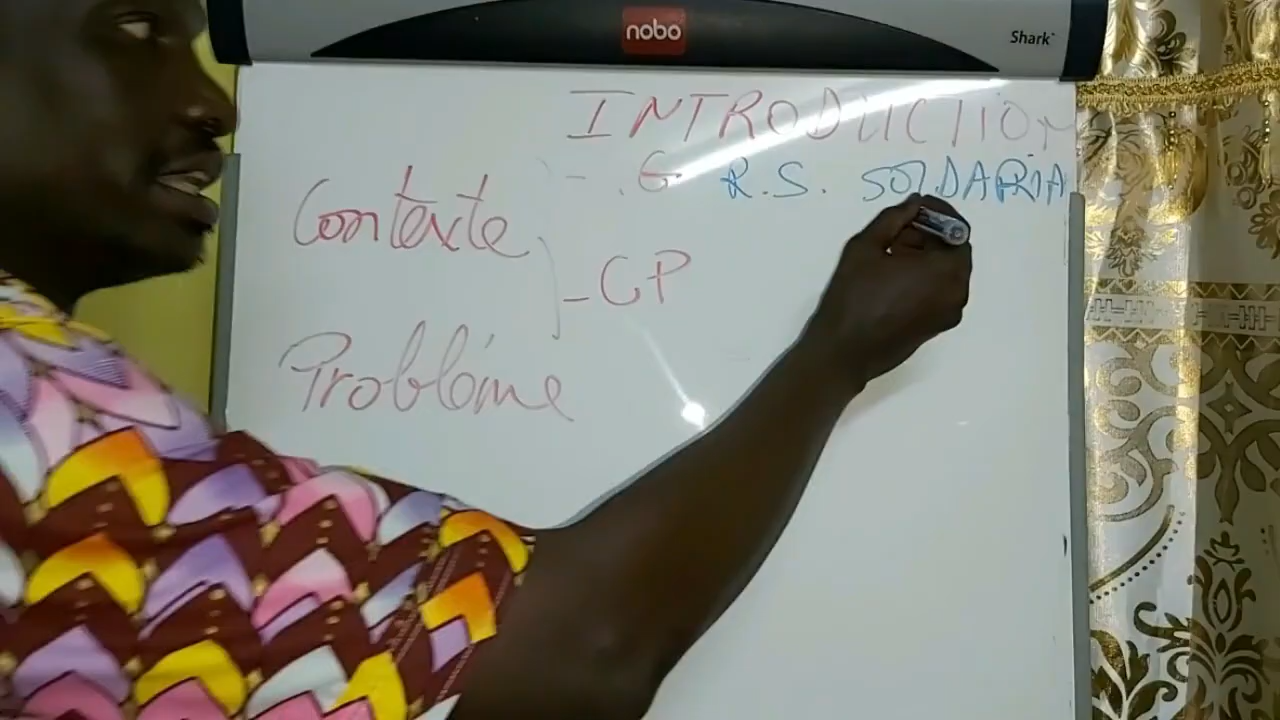 nobo
Shark
INTRODUCTION
- . G. R.S. SOLDARIA
Contexte
- CP
Problème